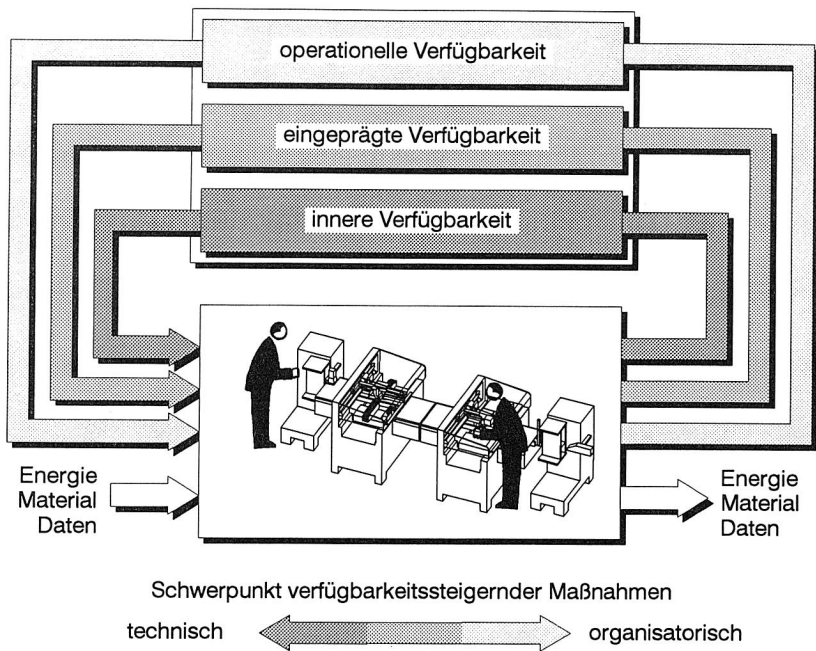 operationelle Verfügbarkeit
eingeprägte Verfügbarkeit
innere Verfügbarkeit
Energie
Material
Daten
Energie
Material
Daten
Schwerpunkt verfügbarkeitssteigernder Maßnahmen
technisch
organisatorisch